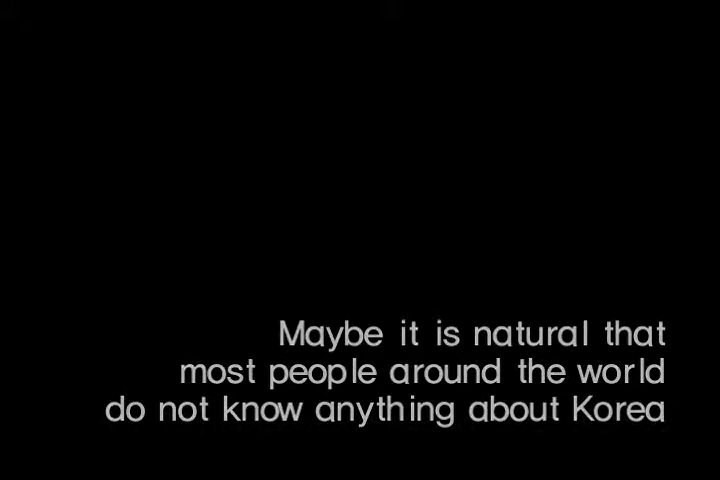 Maybe it is natural that
most people around the world
do not know anything about Korea